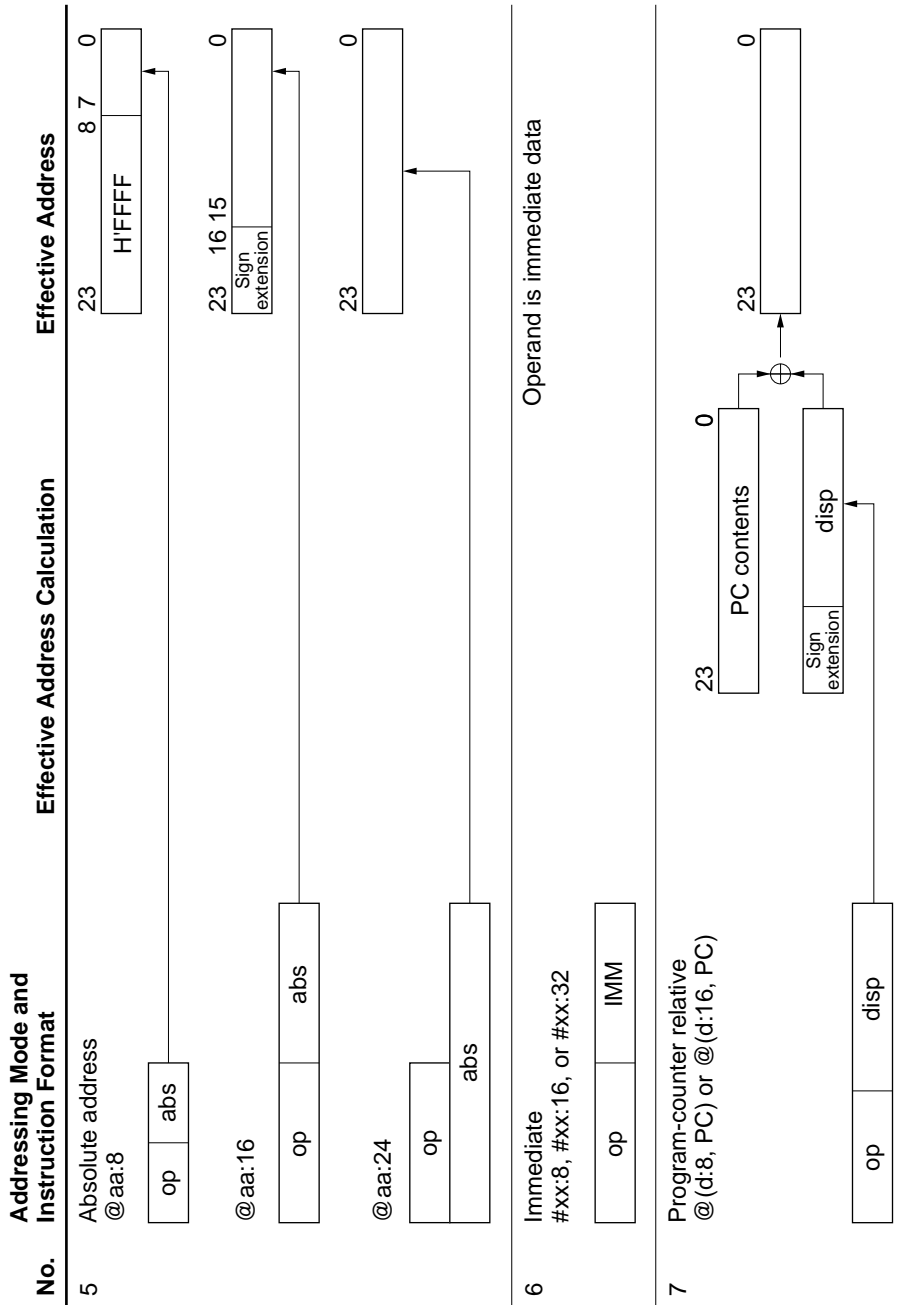 No.
Addressing Mode and
Instruction Format
Effective Address Calculation
Effective Address
5
Absolute address
@aa:8
op abs
23 8 7 0
H'FFFF
@aa:16
op abs
23 16 15 0
Sign
extension
@aa:24
op
abs
23 0
6
Immediate
#xx:8, #xx:16, or #xx:32
op IMM
Operand is immediate data
7
Program-counter relative
@(d:8, PC) or @(d:16, PC)
op disp
23 0
PC contents
Sign
extension
disp
23 0